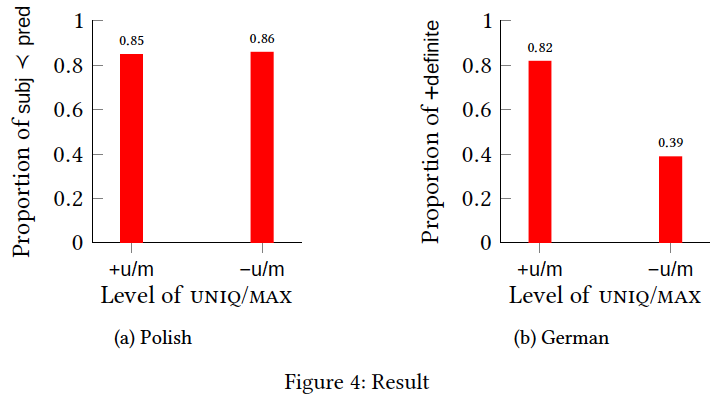 Proportion of subj ≺ pred
1
0.8
0.6
0.4
0.2
0
0.85
0.86
+u/m
−u/m
Level of UNIQ/MAX
(a) Polish
Proportion of +definite
1
0.8
0.6
0.4
0.2
0
0.82
0.39
+u/m
−u/m
Level of UNIQ/MAX
(b) German
Figure 4: Result